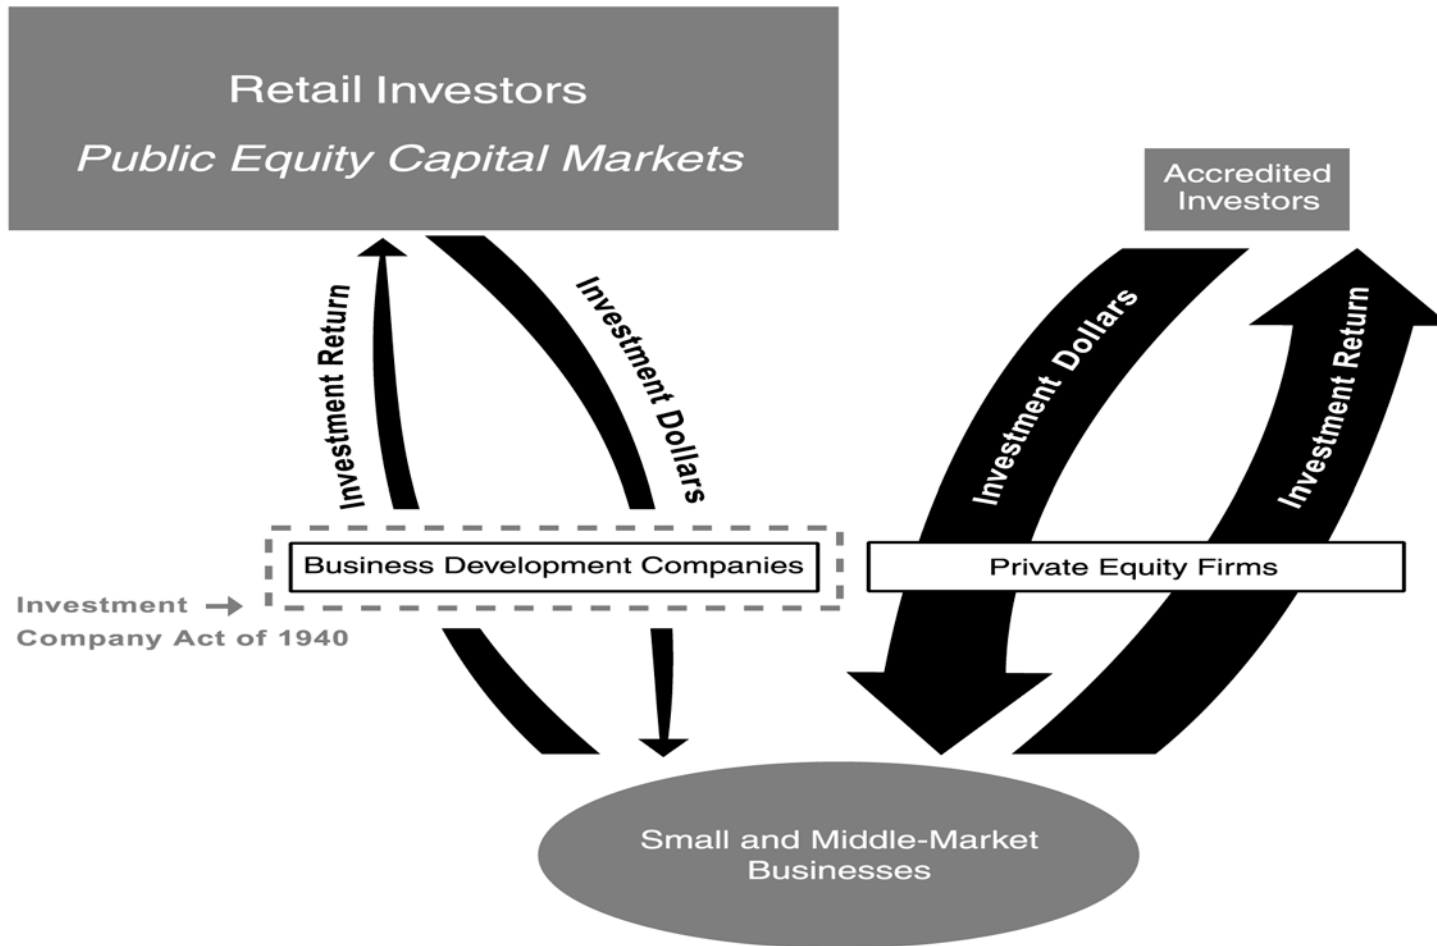 Retail Investors
Public Equity Capital Markets
Accredited
Investors
Investment Return
Investment Dollars
Investment Dollars
Investment Return
Business Development Companies
Private Equity Firms
Investment →
Company Act of 1940
Small and Middle-Market
Businesses